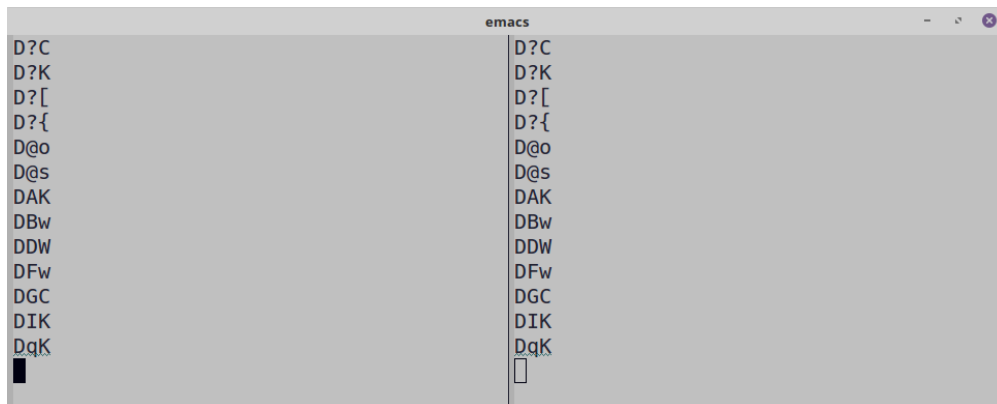 emacs
D?C
D?K
D?[
D?{
D@o
D@s
DAK
DBw
DDW
DFw
DGC
DIK
DqK
D?C
D?K
D?[
D?{
D@o
D@s
DAK
DBw
DDW
DFw
DGC
DIK
DqK